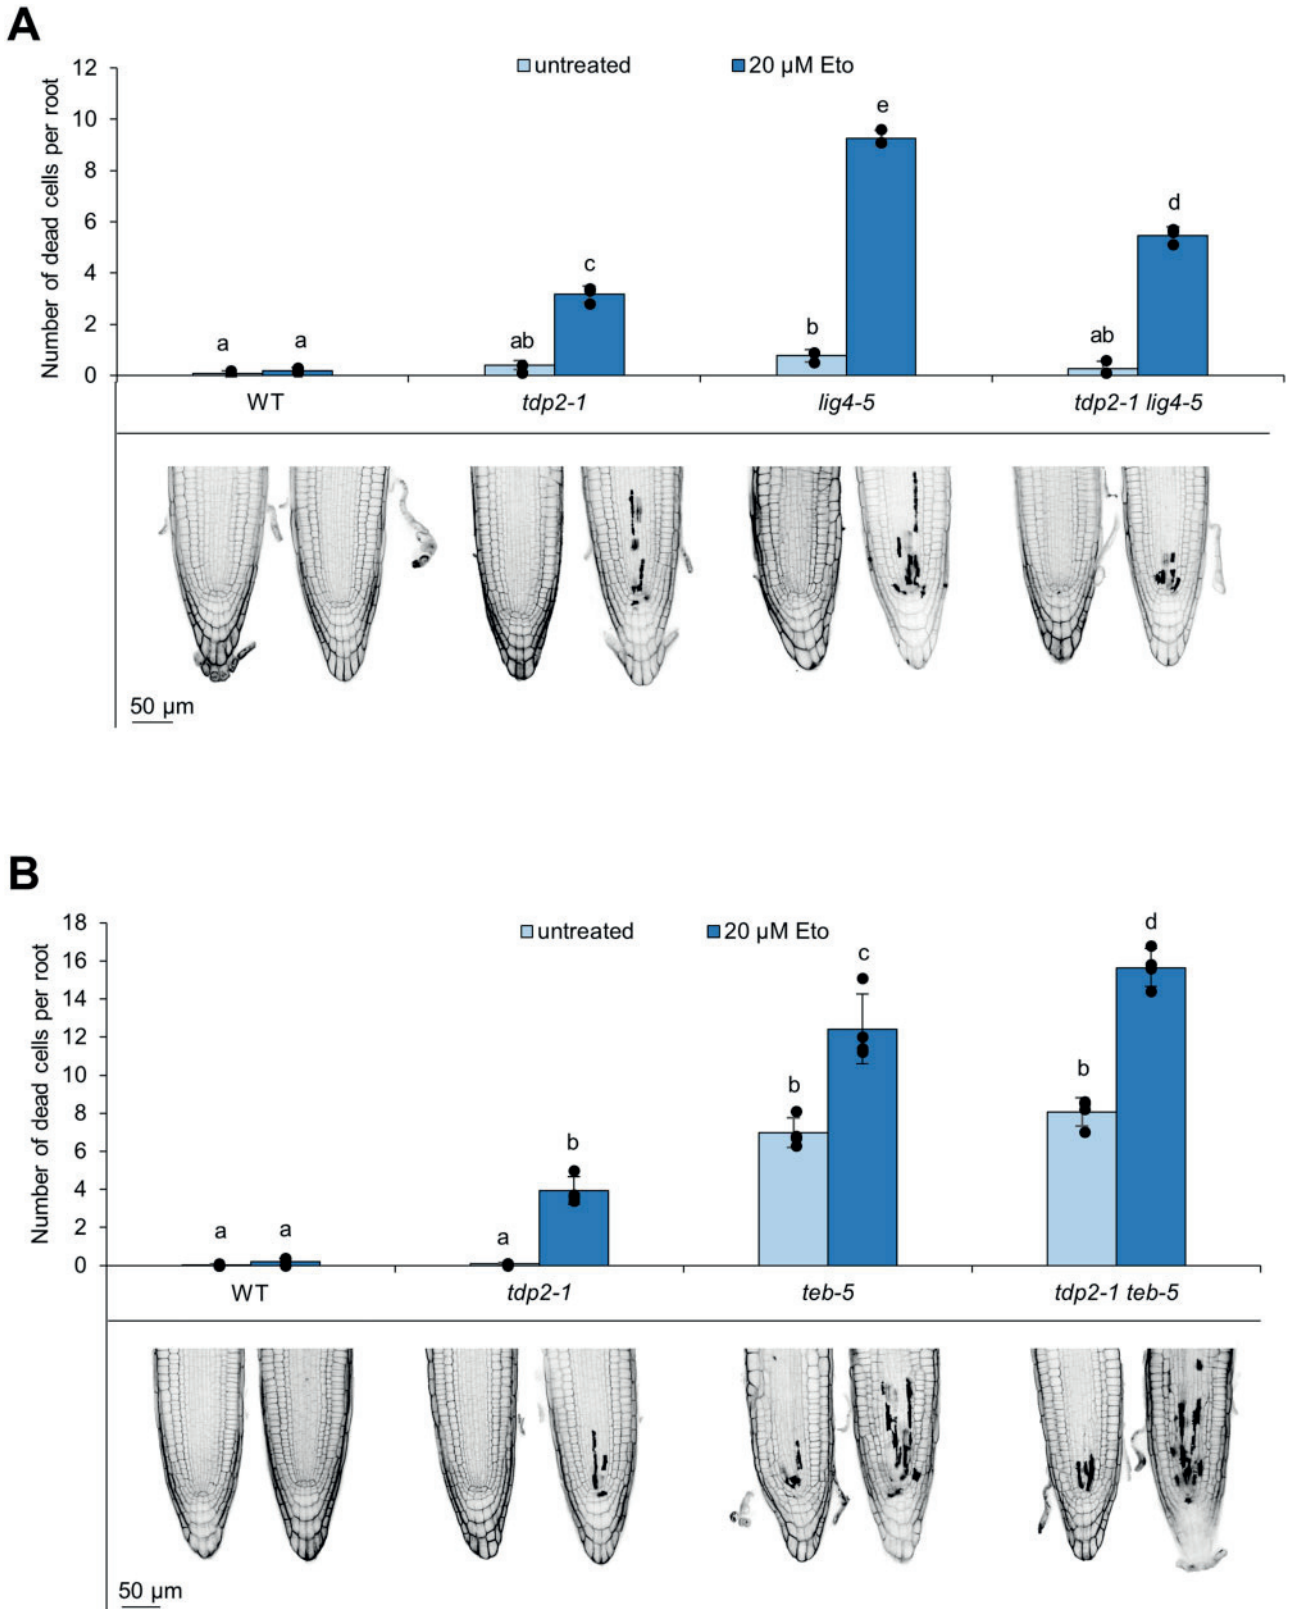 A
untreated 20 µM Eto
Number of dead cells per root
12
10
8
6
4
2
0
a a ab c b e ab d
WT tdp2-1 lig4-5 tdp2-1 lig4-5
50 µm
B
untreated 20 µM Eto
Number of dead cells per root
18
16
14
12
10
8
6
4
2
0
a a a b b c b d
WT tdp2-1 teb-5 tdp2-1 teb-5
50 µm